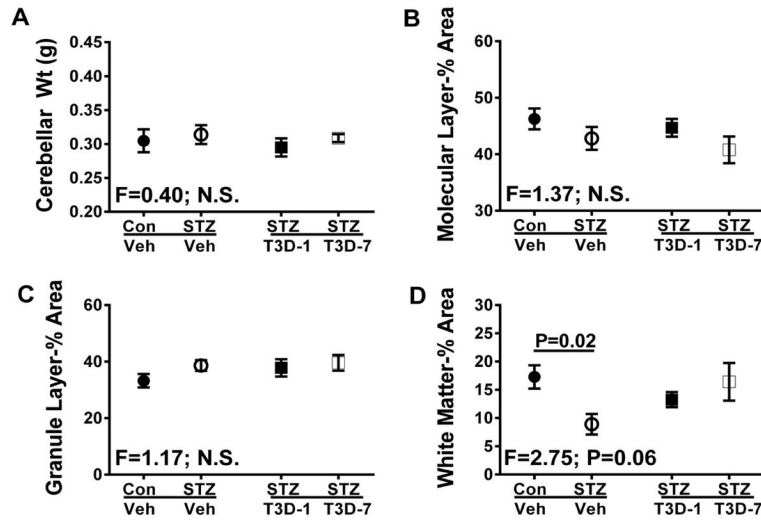 A
Cerebellar Wt (g)
0.45
0.40
0.35
0.30
0.25
0.20
F=0.40; N.S.
Con STZ STZ STZ
Veh Veh T3D-1 T3D-7
B
Molecular Layer-% Area
60
50
40
30
F=1.37; N.S.
Con STZ STZ STZ
Veh Veh T3D-1 T3D-7
C
Granule Layer-% Area
60
40
20
0
F=1.17; N.S.
Con STZ STZ STZ
Veh Veh T3D-1 T3D-7
D
White Matter-% Area
30
25
20
15
10
5
0
P=0.02
F=2.75; P=0.06
Con STZ STZ STZ
Veh Veh T3D-1 T3D-7